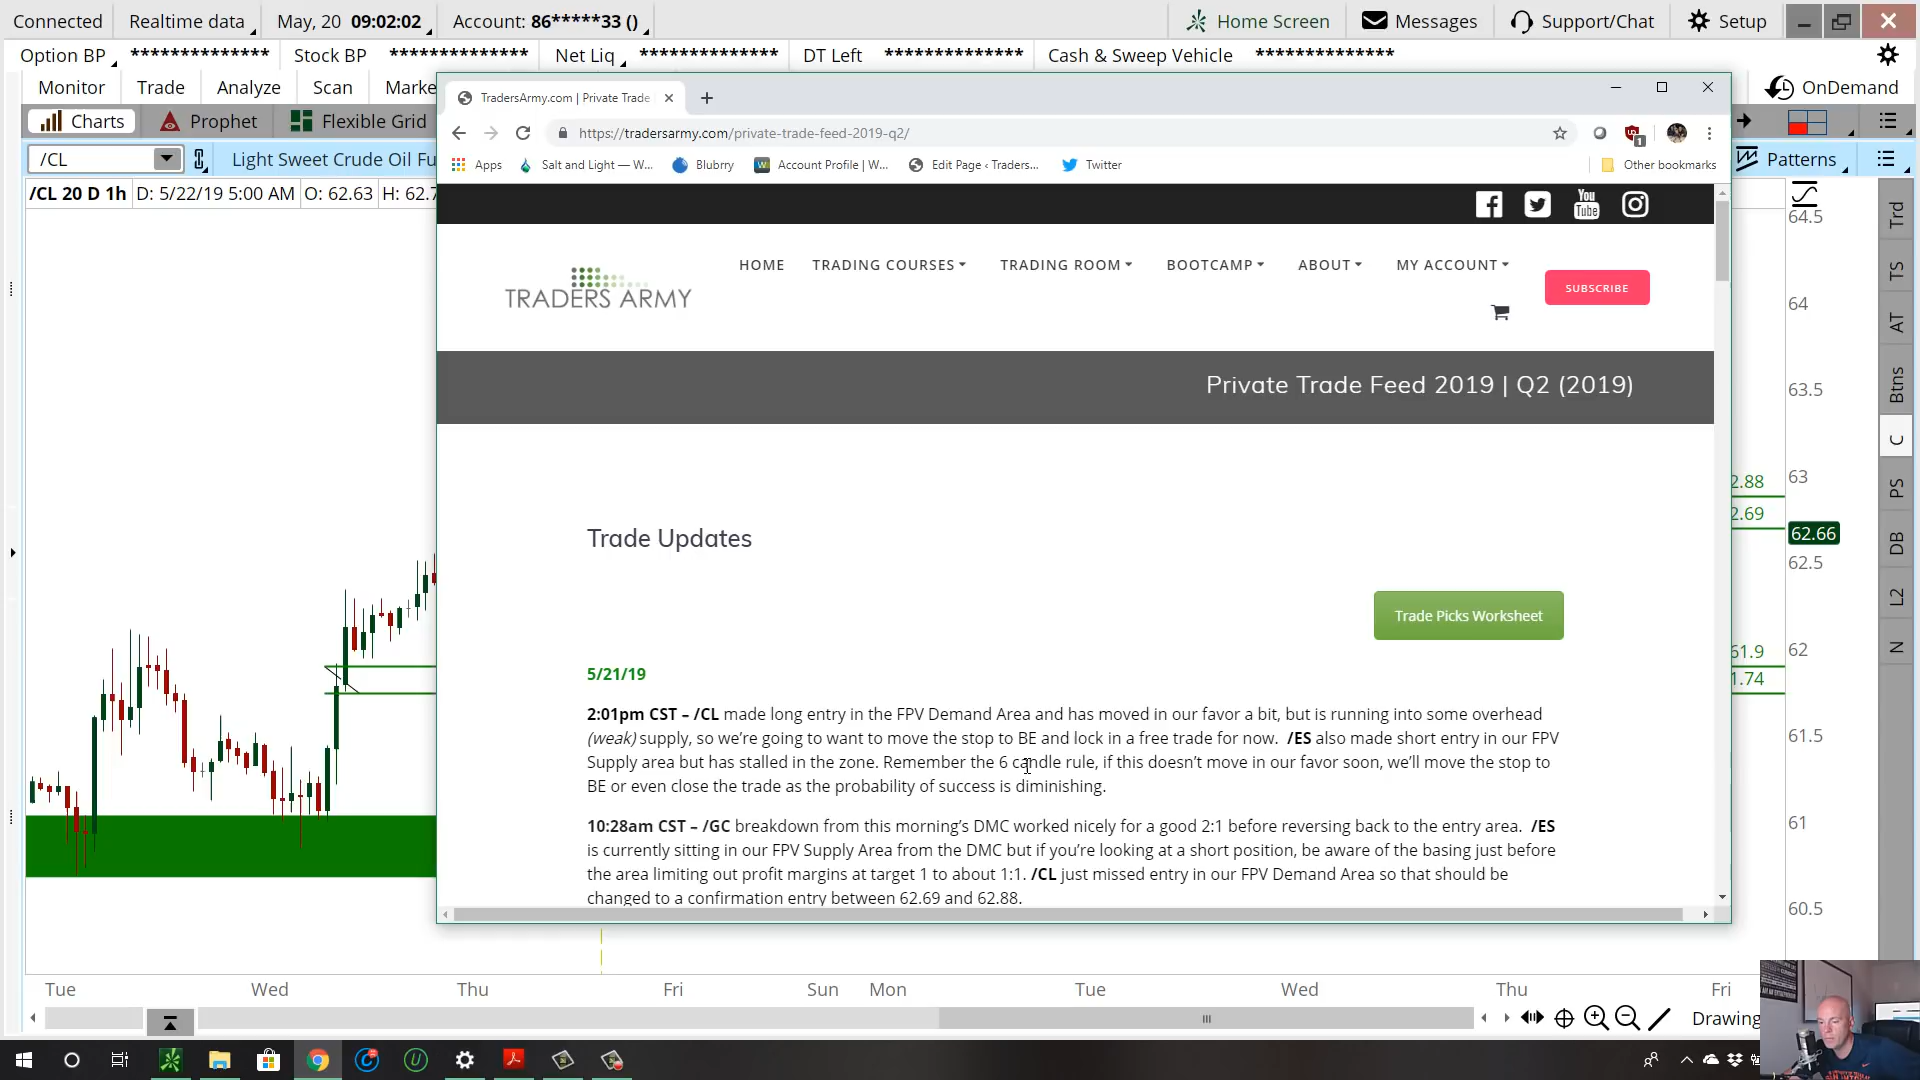 Connected Realtime data May, 20 09:02:02 Account: 86*****33 () Home Screen Messages Support/Chat Setup
Option BP ************** Stock BP ************** Net Liq ************** DT Left ************** Cash & Sweep Vehicle **************
Monitor Trade Analyze Scan Marke OnDemand
Charts Prophet Flexible Grid
/CL Light Sweet Crude Oil Fu Patterns
/CL 20 D 1h D: 5/22/19 5:00 AM O: 62.63 H: 62.7
TradersArmy.com | Private Trade
https://tradersarmy.com/private-trade-feed-2019-q2/
Apps Salt and Light — W... Blubrry Account Profile | W... Edit Page ‹ Traders... Twitter Other bookmarks
You
Tube
TRADERS ARMY
HOME TRADING COURSES TRADING ROOM BOOTCAMP ABOUT MY ACCOUNT
SUBSCRIBE
Private Trade Feed 2019 | Q2 (2019)
Trade Updates
Trade Picks Worksheet
5/21/19
2:01pm CST – /CL made long entry in the FPV Demand Area and has moved in our favor a bit, but is running into some overhead
(weak) supply, so we’re going to want to move the stop to BE and lock in a free trade for now. /ES also made short entry in our FPV
Supply area but has stalled in the zone. Remember the 6 candle rule, if this doesn’t move in our favor soon, we’ll move the stop to
BE or even close the trade as the probability of success is diminishing.
10:28am CST – /GC breakdown from this morning’s DMC worked nicely for a good 2:1 before reversing back to the entry area. /ES
is currently sitting in our FPV Supply Area from the DMC but if you’re looking at a short position, be aware of the basing just before
the area limiting out profit margins at target 1 to about 1:1. /CL just missed entry in our FPV Demand Area so that should be
changed to a confirmation entry between 62.69 and 62.88.
64.5
64
63.5
63
2.88
2.69
62.66
62.5
62
61.9
1.74
61.5
61
60.5
Trd
TS
AT
Btns
C
PS
DB
L2
N
Tue Wed Thu Fri Sun Mon Tue Wed Thu Fri
Drawing